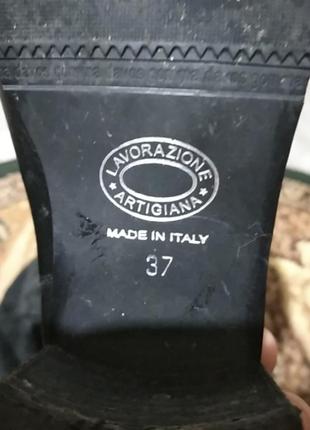 LAVORAZIONE
ARTIGIANA
MADE IN ITALY
37